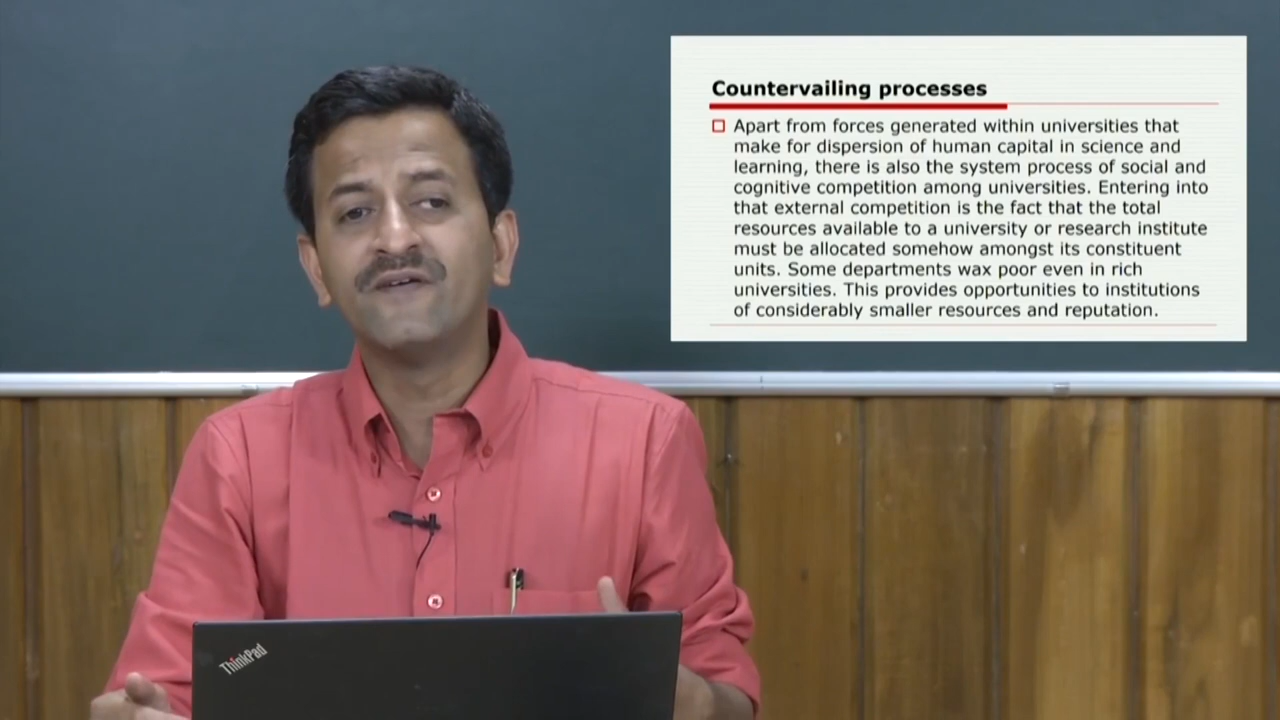 Countervailing processes
Apart from forces generated within universities that
make for dispersion of human capital in science and
learning, there is also the system process of social and
cognitive competition among universities. Entering into
that external competition is the fact that the total
resources available to a university or research institute
must be allocated somehow amongst its constituent
units. Some departments wax poor even in rich
universities. This provides opportunities to institutions
of considerably smaller resources and reputation.
ThinkPad